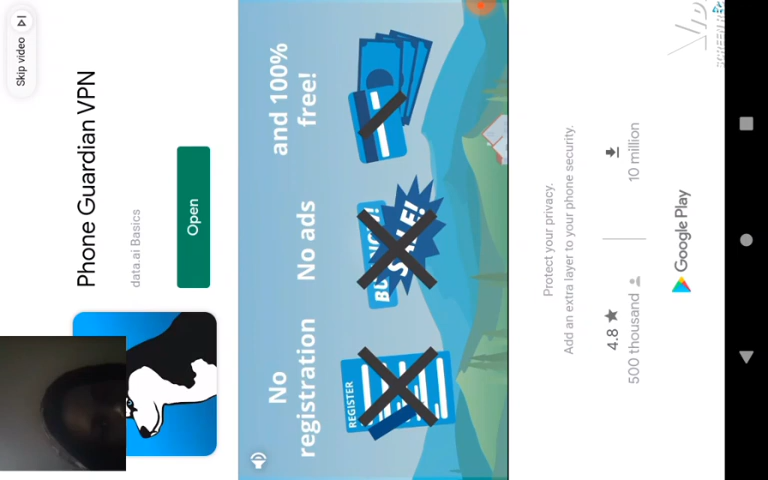 Skip video
Phone Guardian VPN
data.ai Basics
Open
No
registration
No ads
and 100%
free!
REGISTER
SALE!
Protect your privacy.
Add an extra layer to your phone security.
4.8
500 thousand
10 million
Google Play